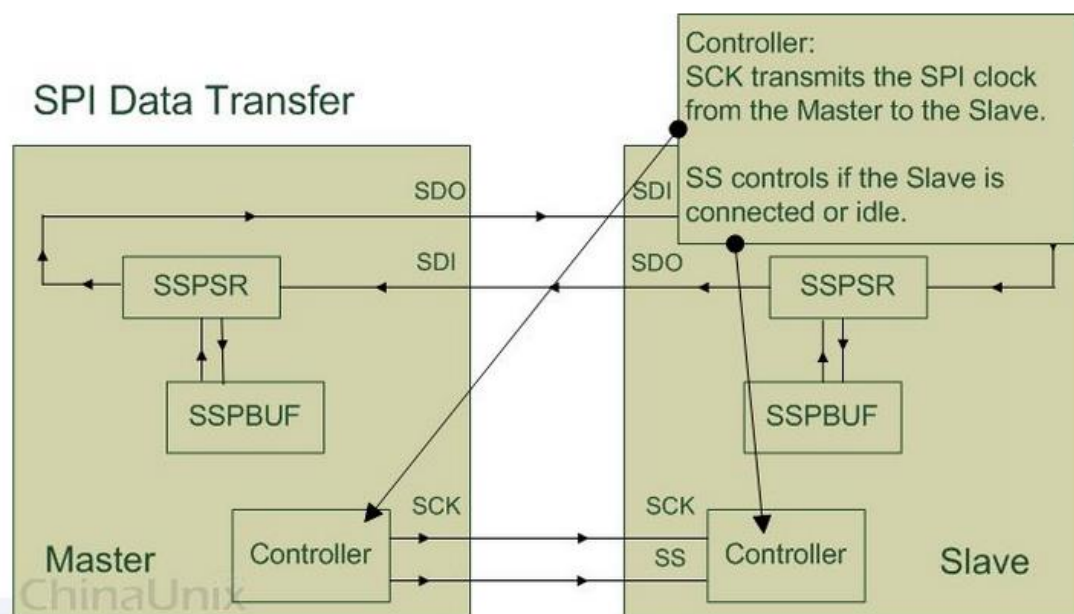 Controller:
SCK transmits the SPI clock
from the Master to the Slave.
SS controls if the Slave is
connected or idle.
SPI Data Transfer
SDO
SDI
SDI
SDO
SSPSR
SSPSR
SSPBUF
SSPBUF
SCK
SCK
Controller
SS
Controller
Master
Slave
ChinaUnix